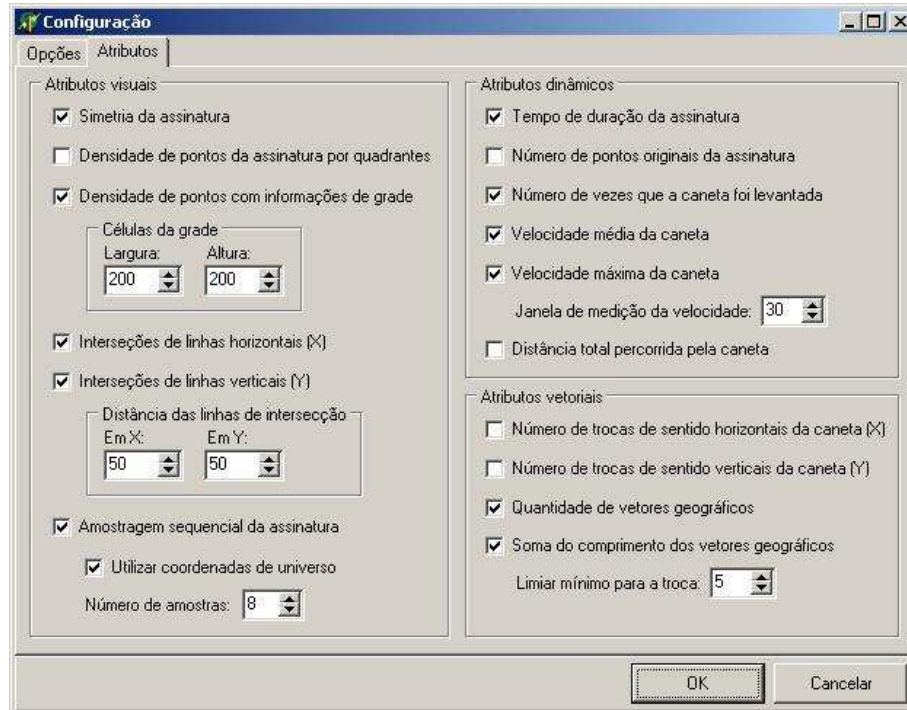 Configuração
Opções Atributos
Atributos visuais
Simetria da assinatura
Densidade de pontos da assinatura por quadrantes
Densidade de pontos com informações de grade
Células da grade
Largura: Altura:
200 200
Interseções de linhas horizontais (X)
Interseções de linhas verticais (Y)
Distância das linhas de intersecção
Em X: Em Y:
50 50
Amostragem sequencial da assinatura
Utilizar coordenadas de universo
Número de amostras: 8
Atributos dinâmicos
Tempo de duração da assinatura
Número de pontos originais da assinatura
Número de vezes que a caneta foi levantada
Velocidade média da caneta
Velocidade máxima da caneta
Janela de medição da velocidade: 30
Distância total percorrida pela caneta
Atributos vetoriais
Número de trocas de sentido horizontais da caneta (X)
Número de trocas de sentido verticais da caneta (Y)
Quantidade de vetores geográficos
Soma do comprimento dos vetores geográficos
Limiar mínimo para a troca: 5
OK Cancelar